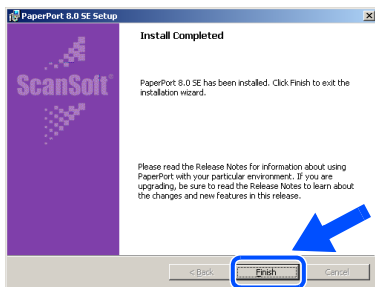 PaperPort 8.0 SE Setup
Install Completed
ScanSoft®
PaperPort 8.0 SE has been installed. Click Finish to exit the
installation wizard.
Please read the Release Notes for information about using
PaperPort with your particular environment. If you are
upgrading, be sure to read the Release Notes to learn about
the changes and new features in this release.
< Back
Finish
Cancel